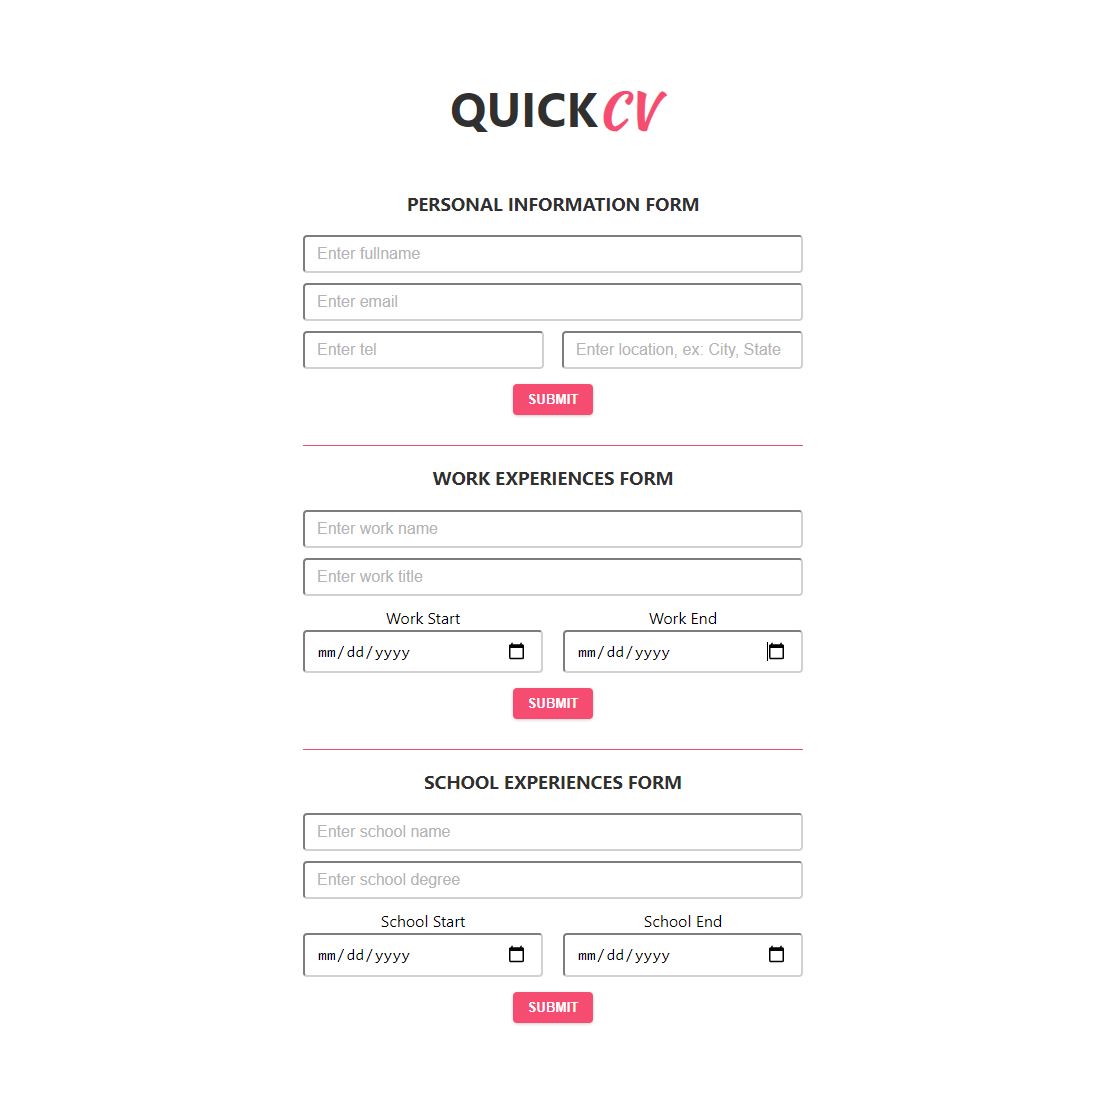 QUICKCV
PERSONAL INFORMATION FORM
Enter fullname
Enter email
Enter tel Enter location, ex: City, State
SUBMIT
WORK EXPERIENCES FORM
Enter work name
Enter work title
Work Start Work End
mm/dd/yyyy mm/dd/yyyy
SUBMIT
SCHOOL EXPERIENCES FORM
Enter school name
Enter school degree
School Start School End
mm/dd/yyyy mm/dd/yyyy
SUBMIT